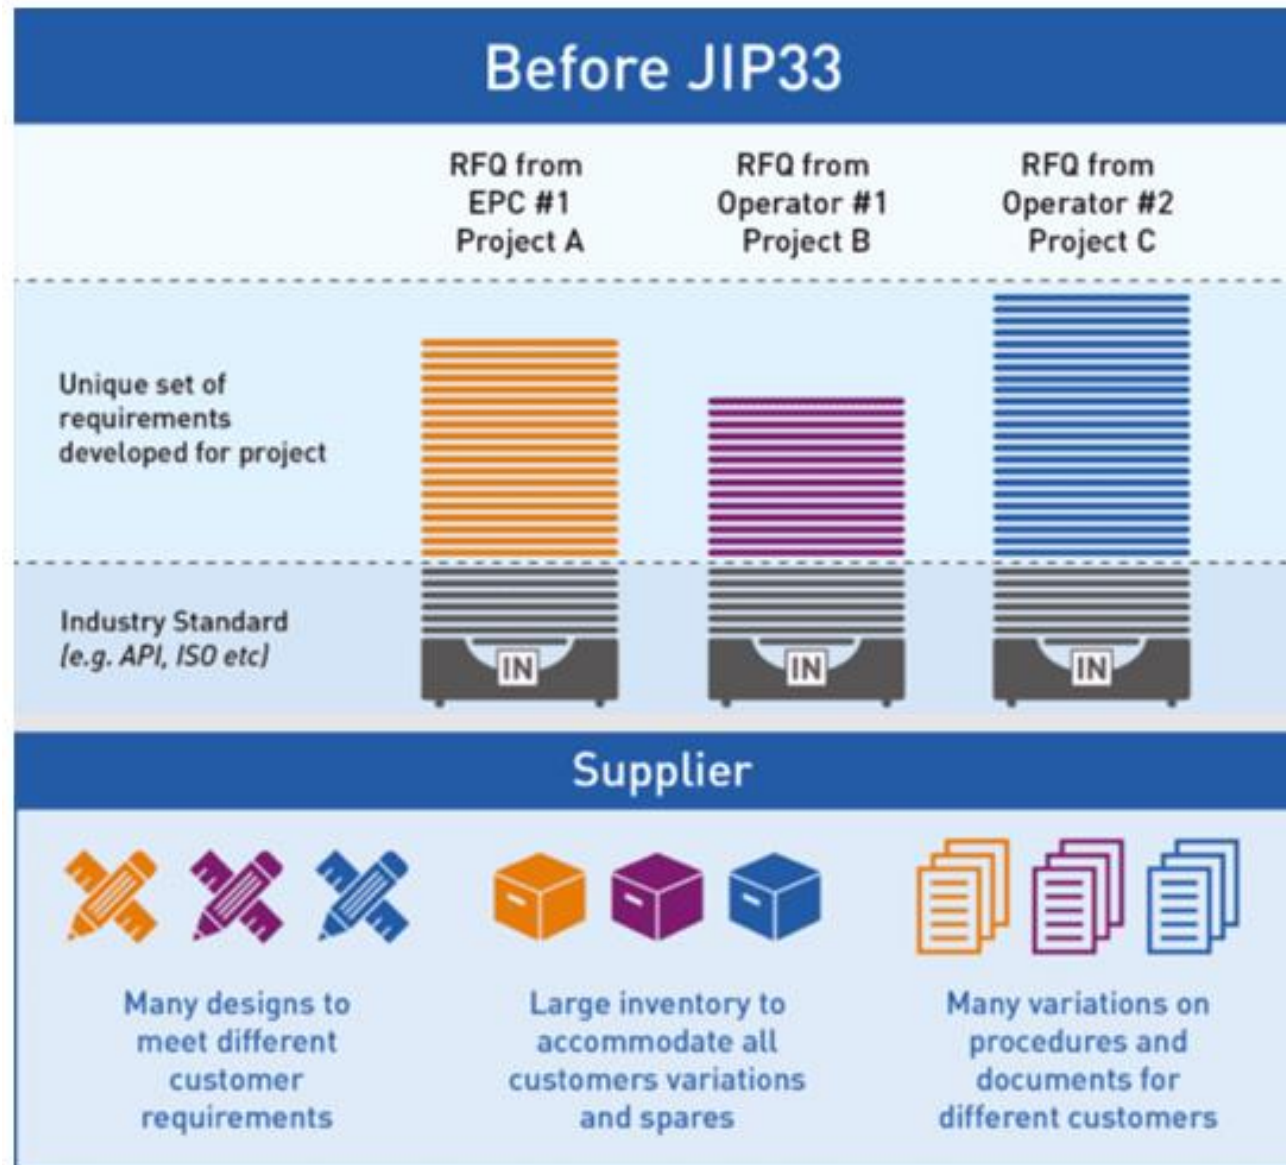 Before JIP33
RFQ from
EPC #1
Project A
RFQ from
Operator #1
Project B
RFQ from
Operator #2
Project C
Unique set of
requirements
developed for project
Industry Standard
(e.g. API, ISO etc)
IN
IN
IN
Supplier
Many designs to
meet different
customer
requirements
Large inventory to
accommodate all
customers variations
and spares
Many variations on
procedures and
documents for
different customers